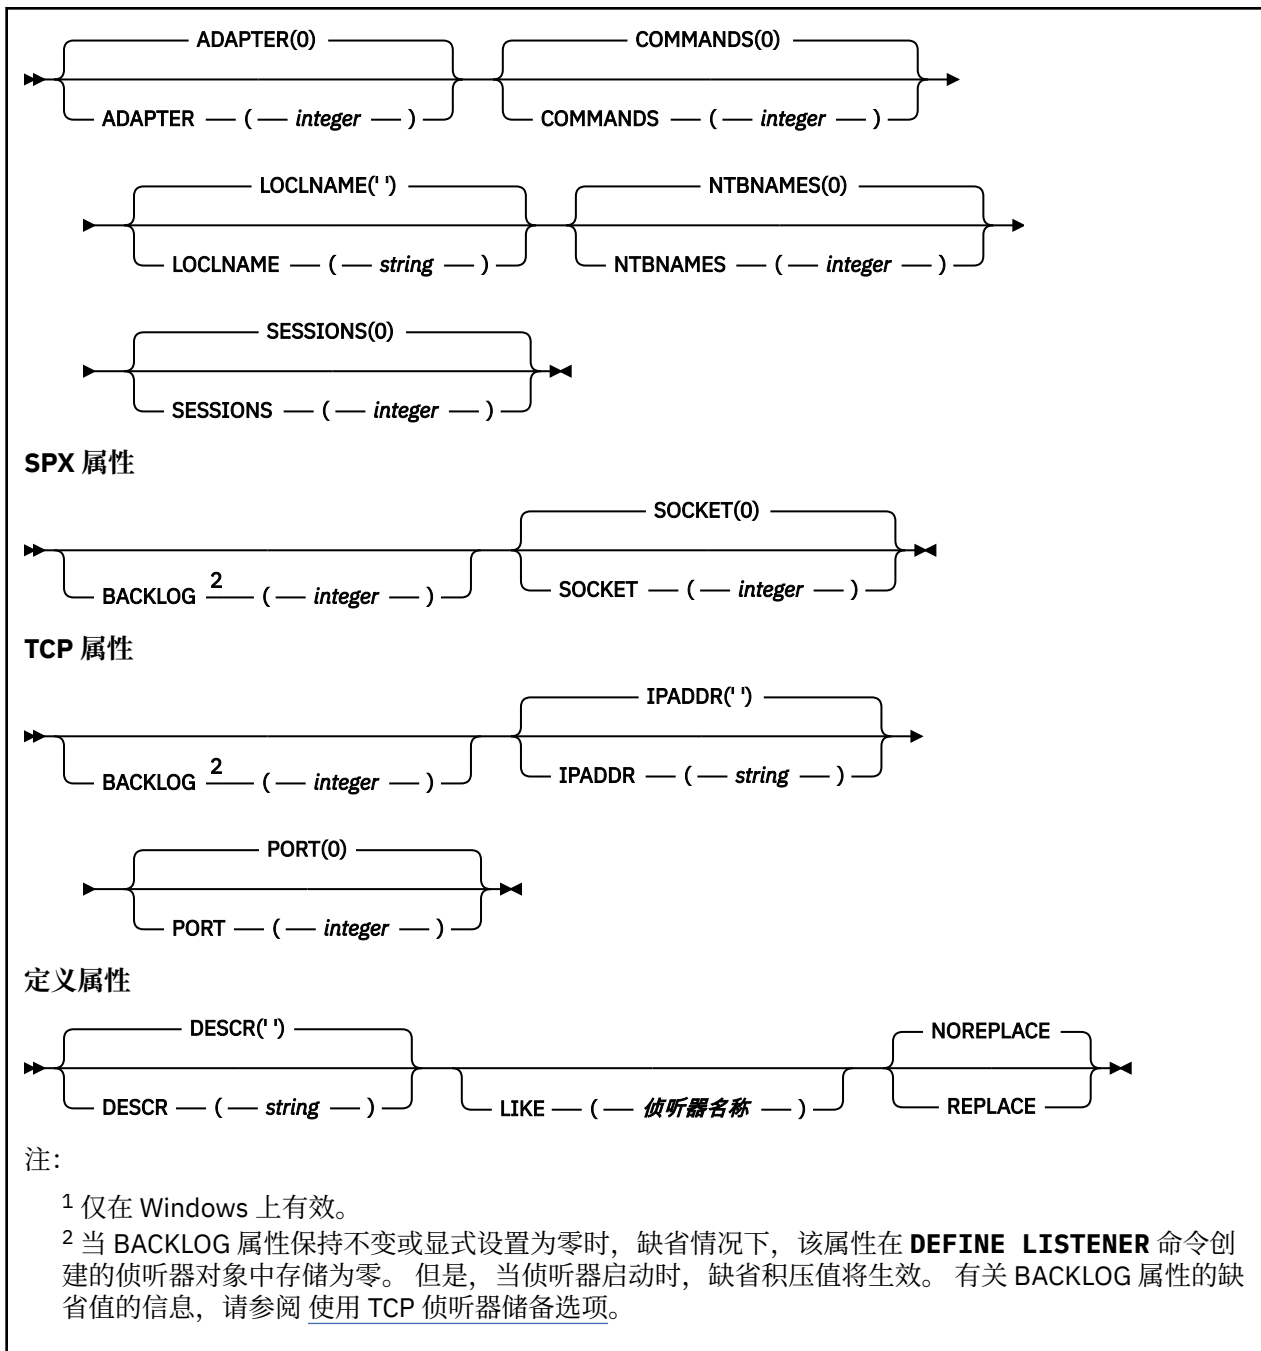 ADAPTER(0) COMMANDS(0)
ADAPTER ( integer ) COMMANDS ( integer )
LOCLNAME(' ') NTBNAMES(0)
LOCLNAME ( string ) NTBNAMES ( integer )
SESSIONS(0)
SESSIONS ( integer )
SPX 属性
SOCKET(0)
BACKLOG 2 ( integer ) SOCKET ( integer )
TCP 属性
IPADDR(' ')
BACKLOG 2 ( integer ) IPADDR ( string )
PORT(0)
PORT ( integer )
定义属性
DESCR(' ') NOREPLACE
DESCR ( string ) LIKE ( 侦听器名称 ) REPLACE
注：
1 仅在 Windows 上有效。
2 当 BACKLOG 属性保持不变或显式设置为零时，缺省情况下，该属性在 DEFINE LISTENER 命令创
建的侦听器对象中存储为零。 但是，当侦听器启动时，缺省积压值将生效。 有关 BACKLOG 属性的缺
省值的信息，请参阅 使用 TCP 侦听器储备选项。